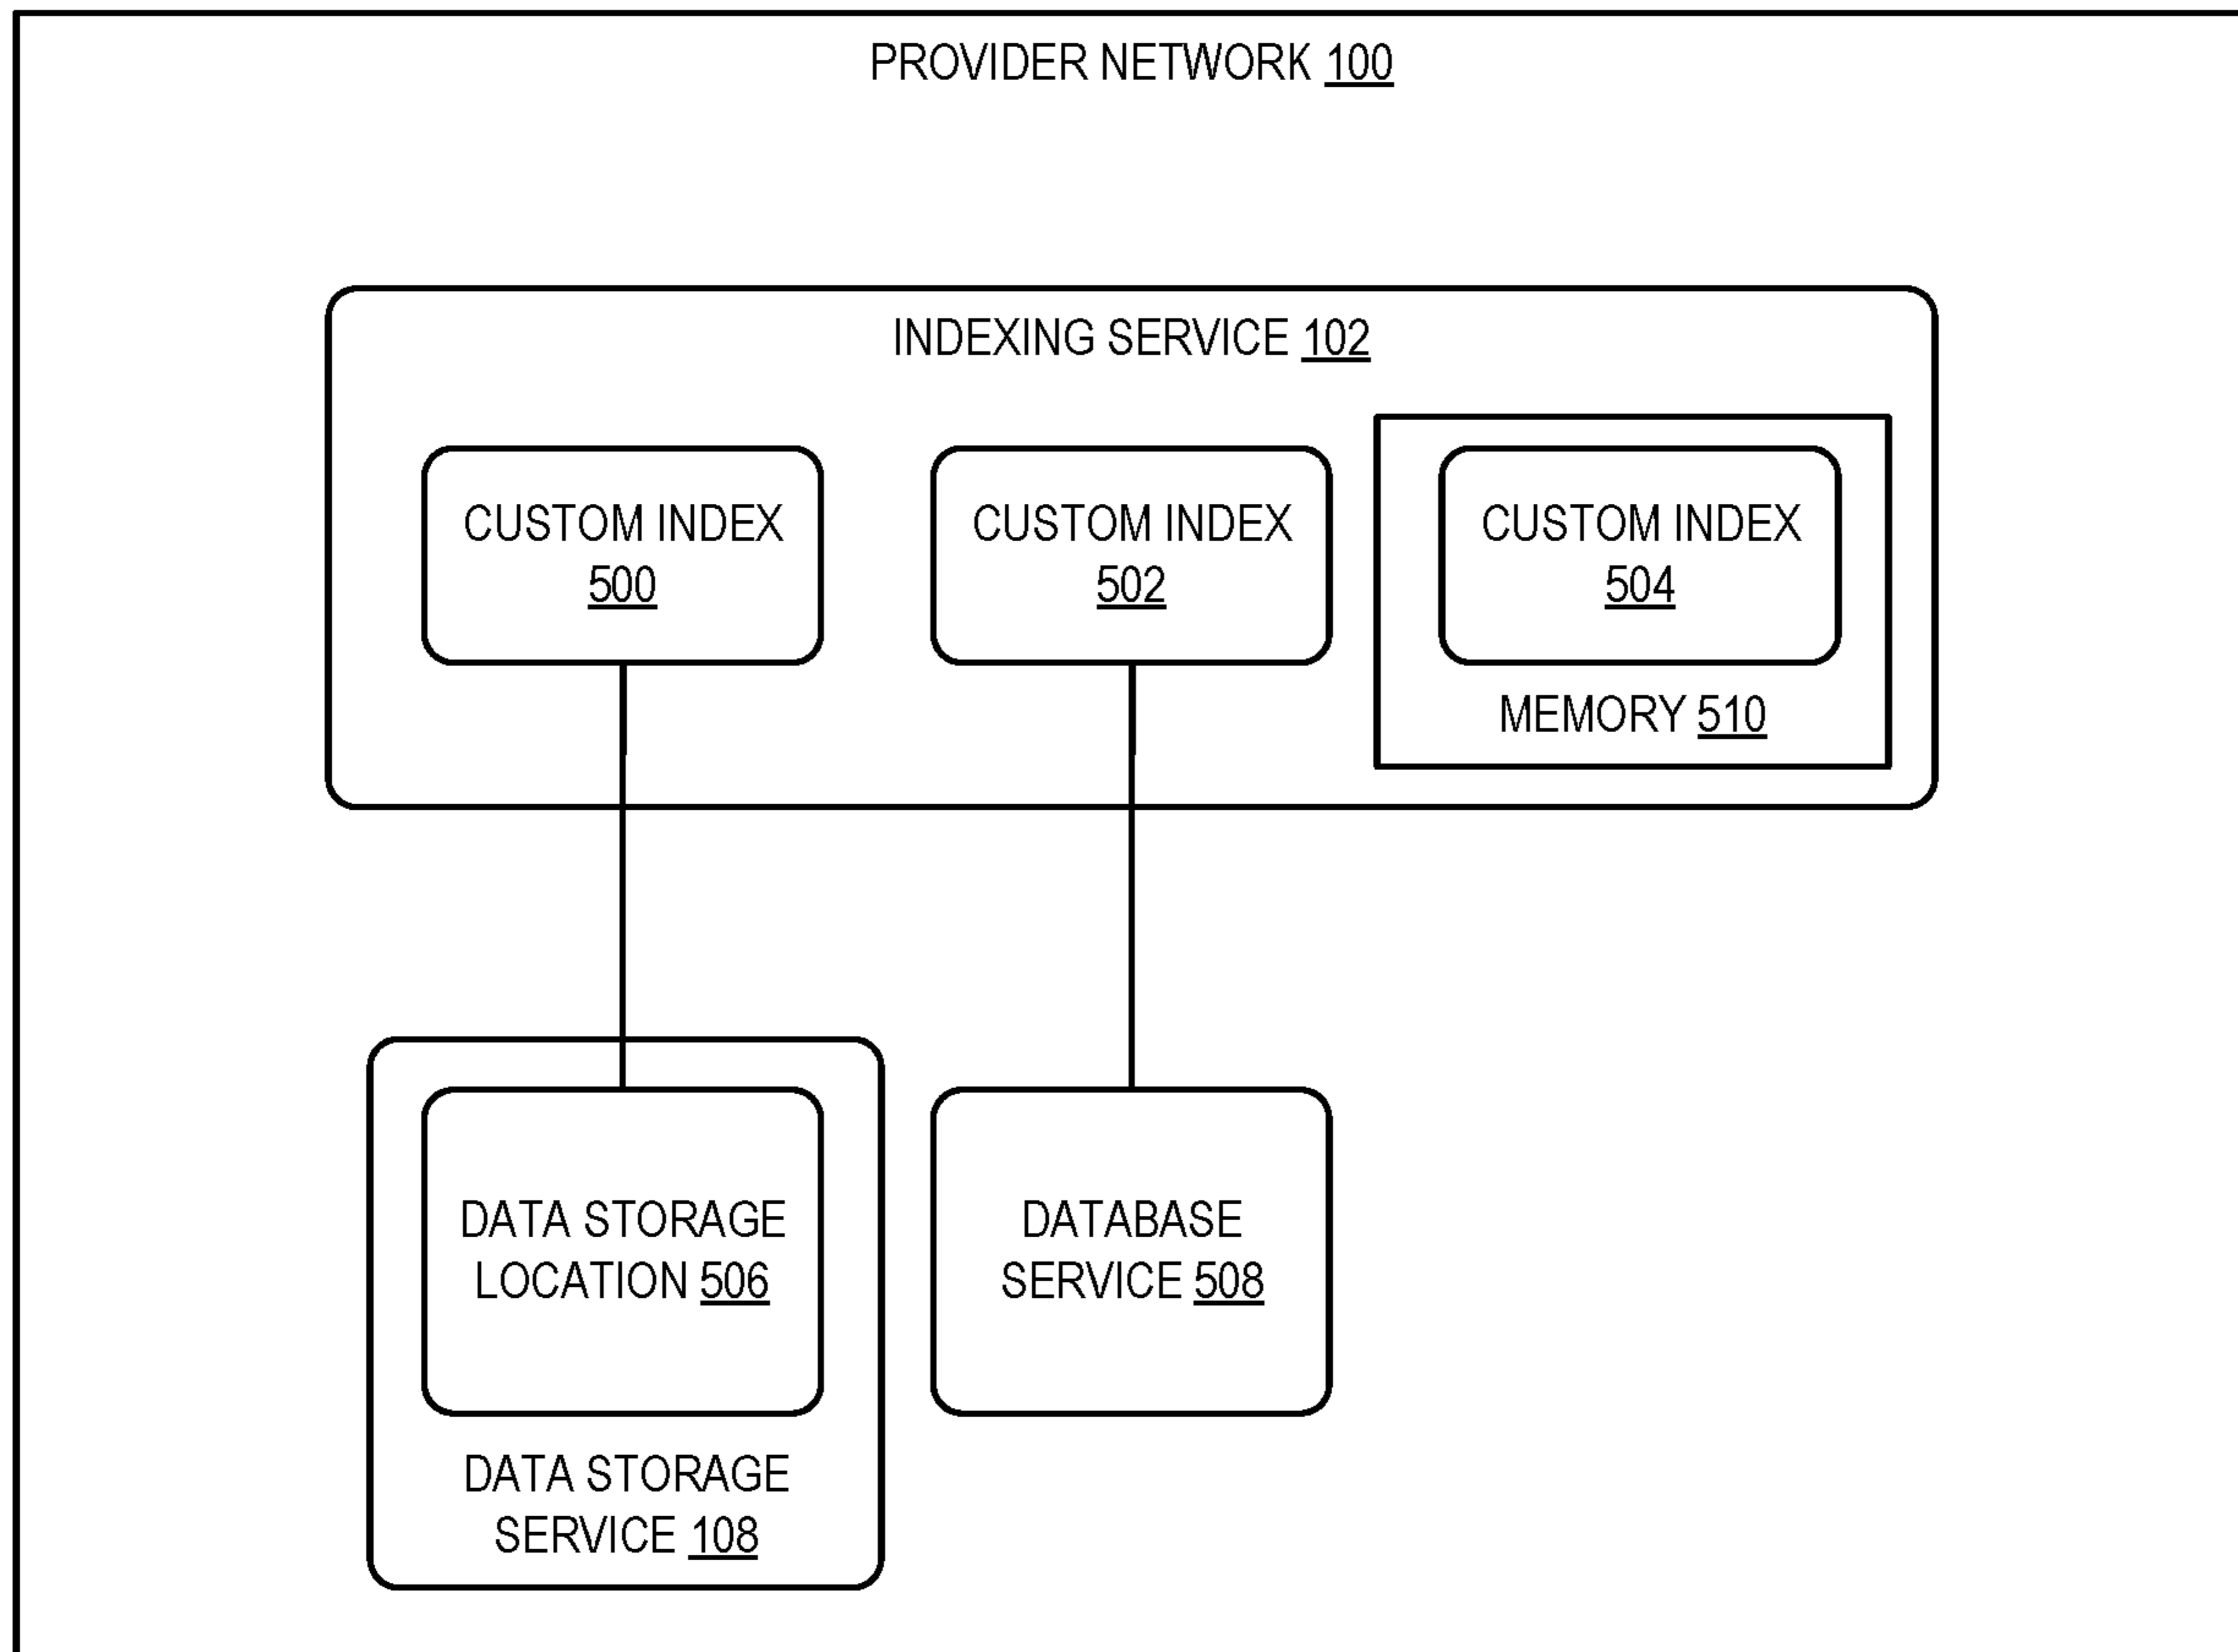 PROVIDER NETWORK 100
INDEXING SERVICE 102
CUSTOM INDEX
500
CUSTOM INDEX
502
CUSTOM INDEX
504
MEMORY 510
DATA STORAGE
LOCATION 506
DATABASE
SERVICE 508
DATA STORAGE
SERVICE 108